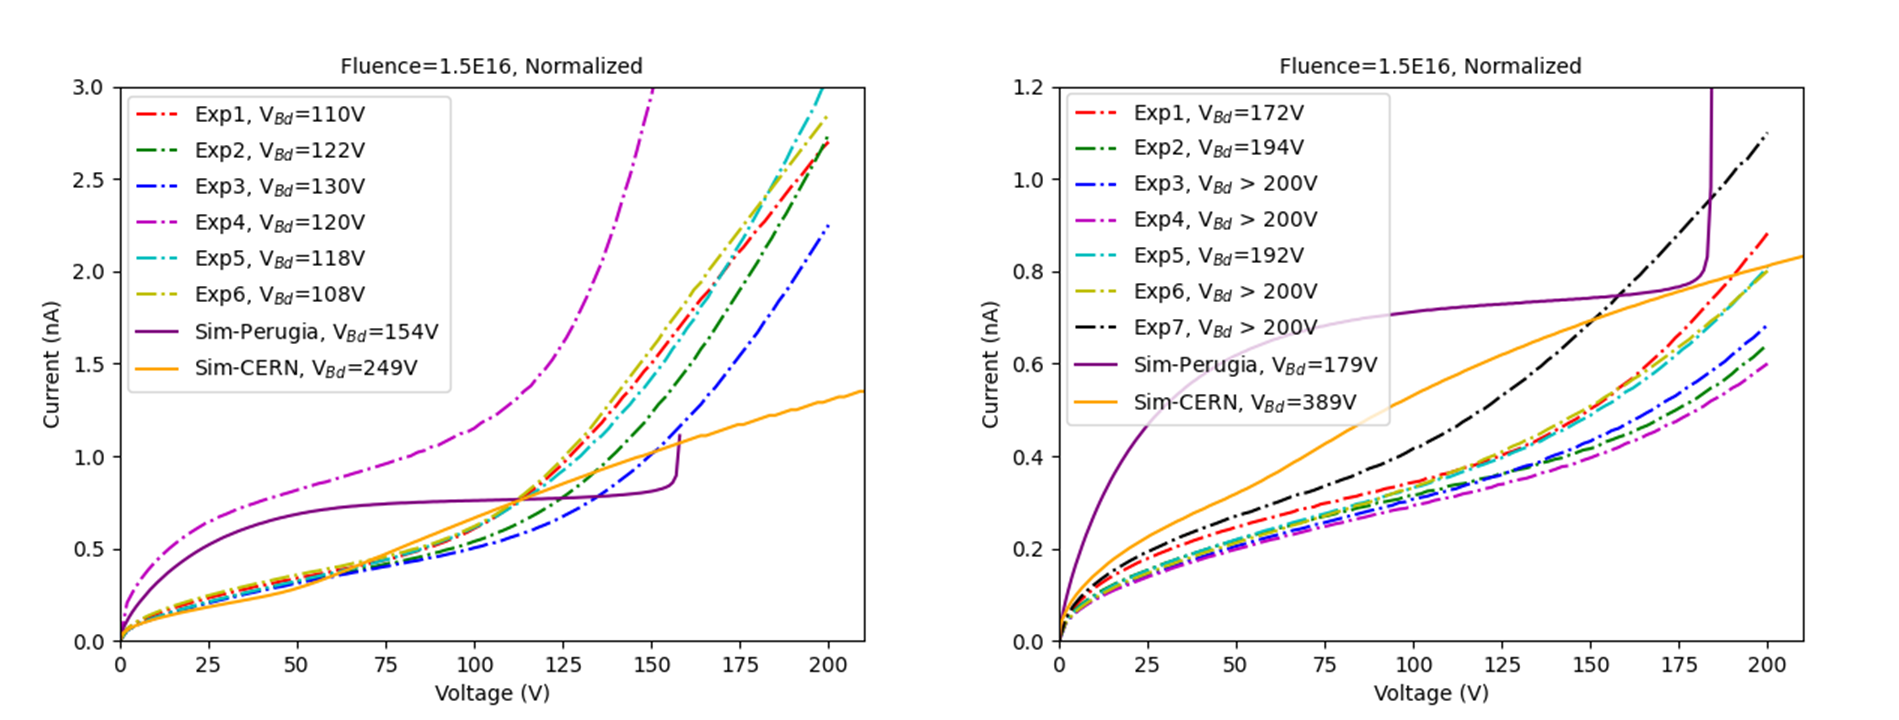 Fluence=1.5E16, Normalized
3.0
2.5
2.0
1.5
1.0
0.5
0.0
Current (nA)
Exp1, V_Bd=110V
Exp2, V_Bd=122V
Exp3, V_Bd=130V
Exp4, V_Bd=120V
Exp5, V_Bd=118V
Exp6, V_Bd=108V
Sim-Perugia, V_Bd=154V
Sim-CERN, V_Bd=249V
0 25 50 75 100 125 150 175 200
Voltage (V)
Fluence=1.5E16, Normalized
1.2
1.0
0.8
0.6
0.4
0.2
0.0
Current (nA)
Exp1, V_Bd=172V
Exp2, V_Bd=194V
Exp3, V_Bd > 200V
Exp4, V_Bd > 200V
Exp5, V_Bd=192V
Exp6, V_Bd > 200V
Exp7, V_Bd > 200V
Sim-Perugia, V_Bd=179V
Sim-CERN, V_Bd=389V
0 25 50 75 100 125 150 175 200
Voltage (V)